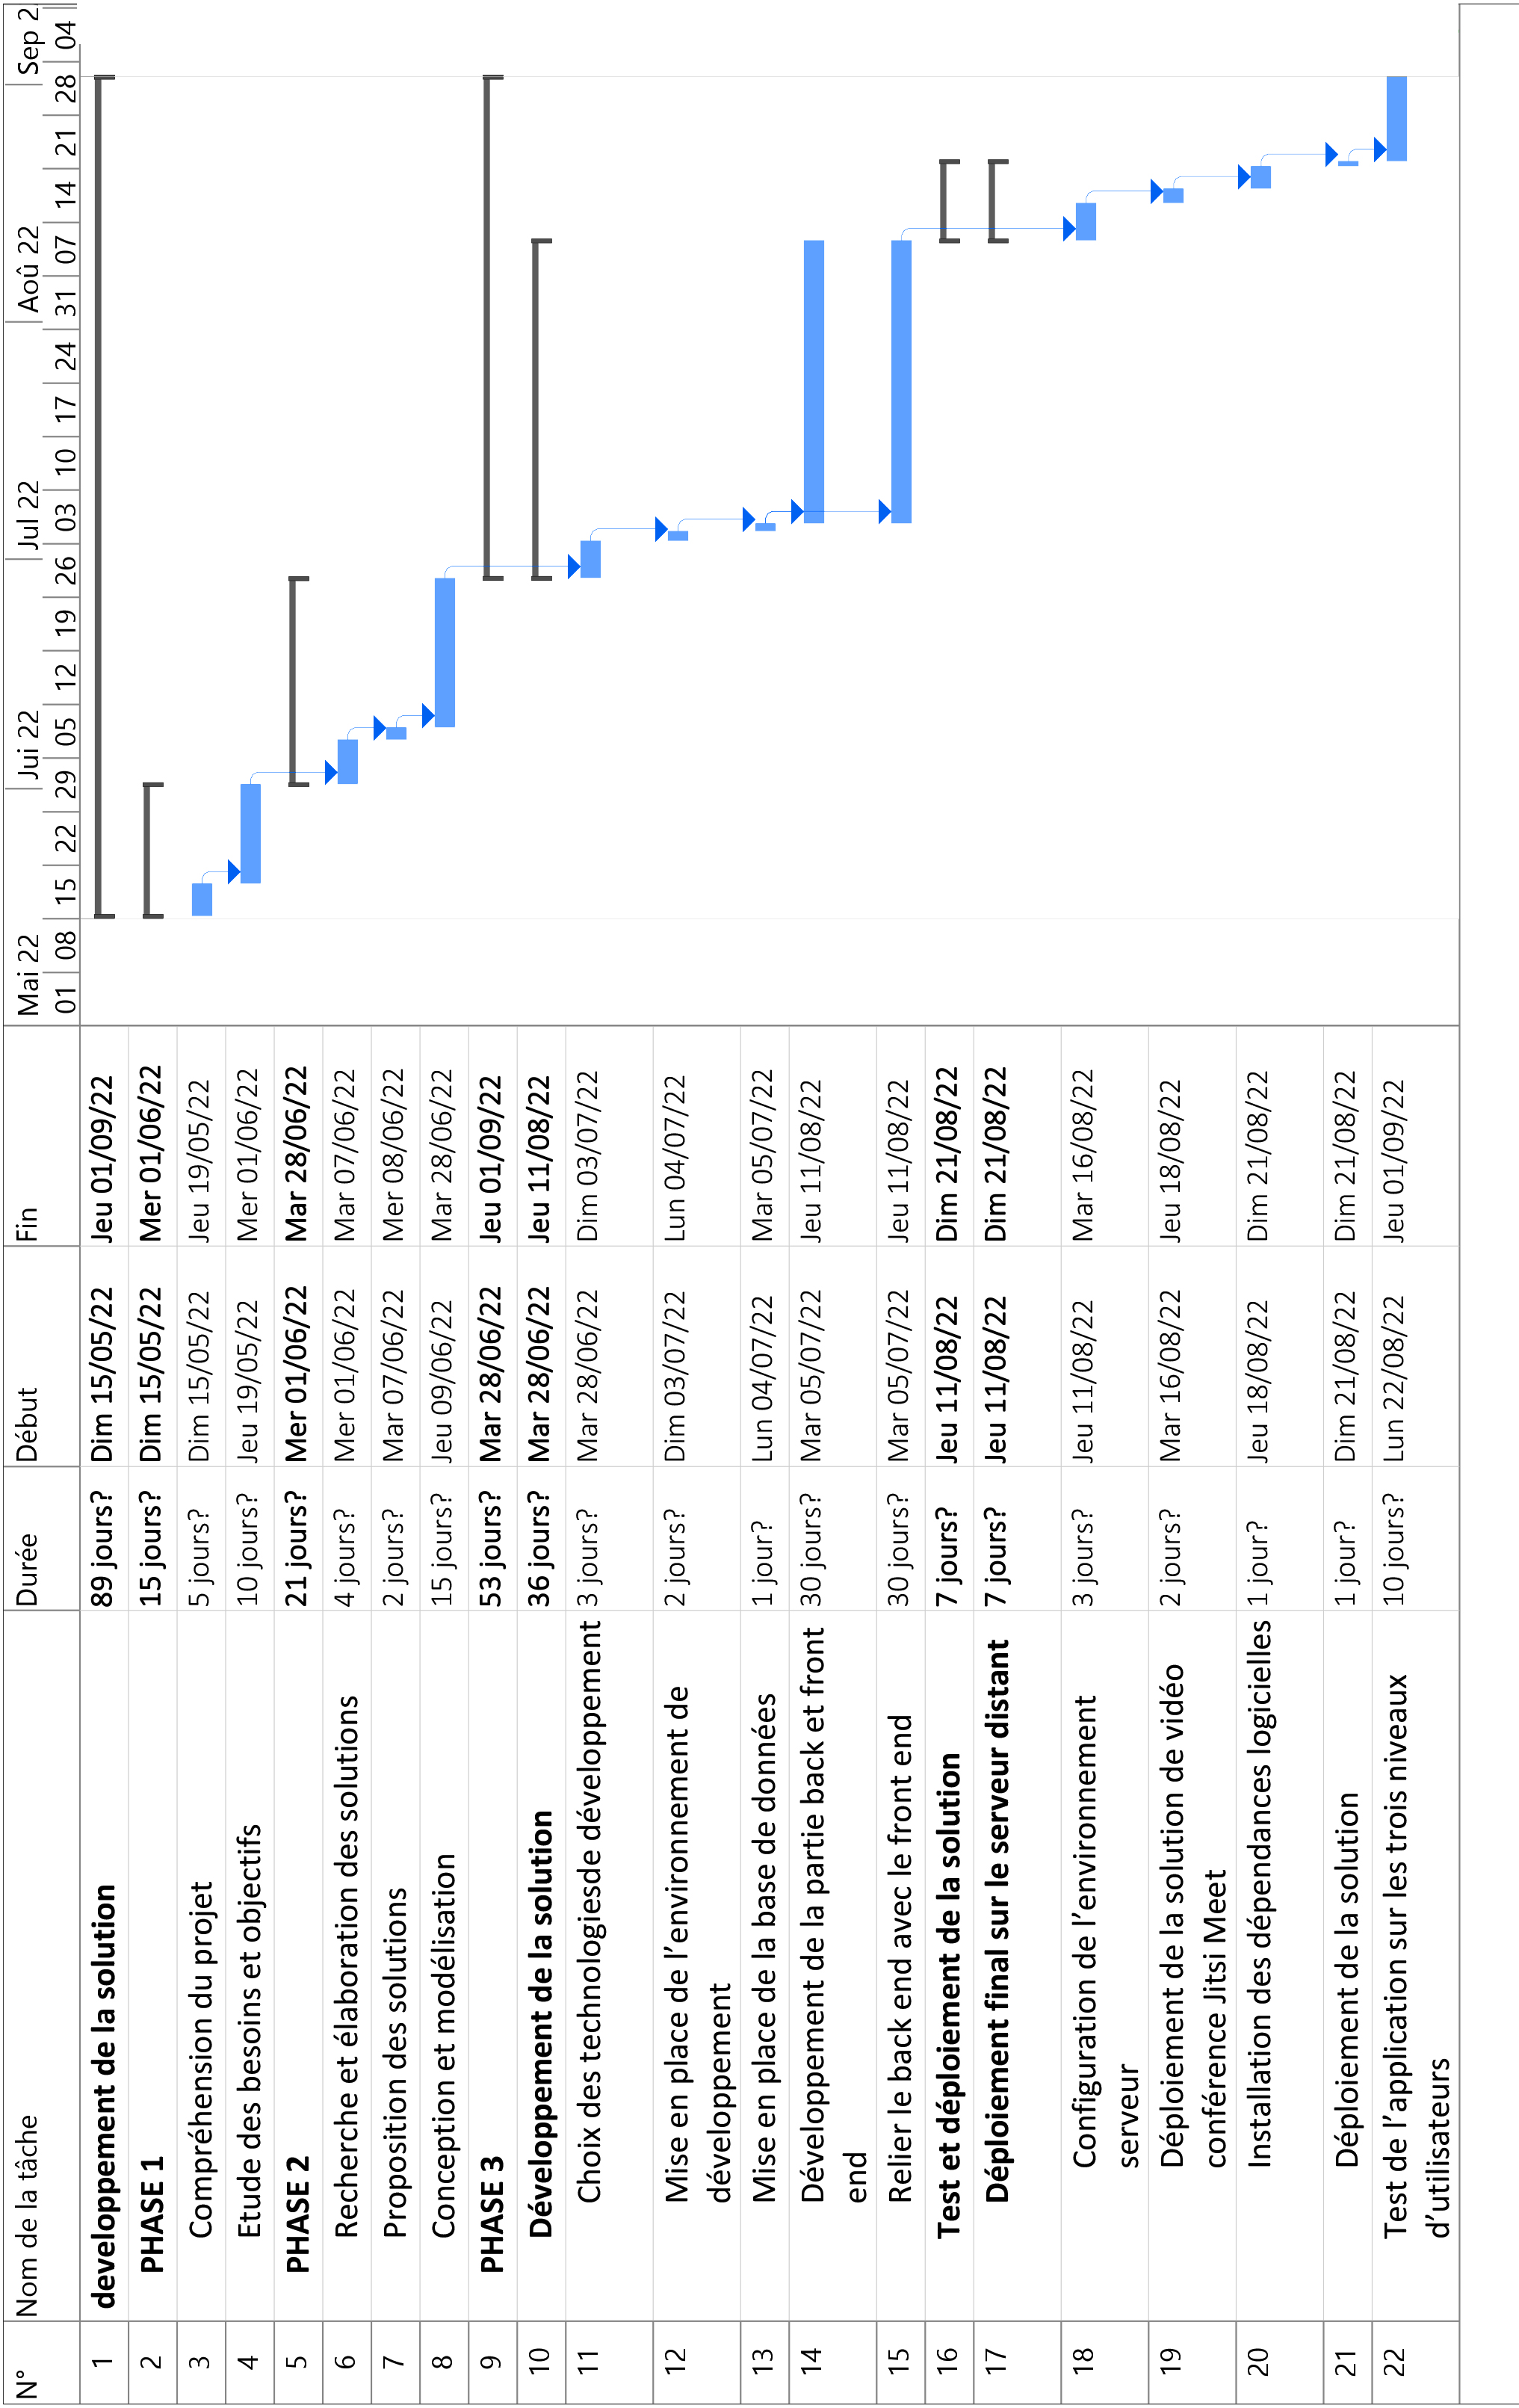 N° Nom de la tâche Durée Début Fin
Mai 22 Jui 22 Jul 22 Aoû 22 Sep 2
01 08 15 22 29 05 12 19 26 03 10 17 24 31 07 14 21 28 04
1 developpement de la solution 89 jours? Dim 15/05/22 Jeu 01/09/22
2 PHASE 1 15 jours? Dim 15/05/22 Mer 01/06/22
3 Compréhension du projet 5 jours? Dim 15/05/22 Jeu 19/05/22
4 Etude des besoins et objectifs 10 jours? Jeu 19/05/22 Mer 01/06/22
5 PHASE 2 21 jours? Mer 01/06/22 Mar 28/06/22
6 Recherche et élaboration des solutions 4 jours? Mer 01/06/22 Mar 07/06/22
7 Proposition des solutions 2 jours? Mar 07/06/22 Mer 08/06/22
8 Conception et modélisation 15 jours? Jeu 09/06/22 Mar 28/06/22
9 PHASE 3 53 jours? Mar 28/06/22 Jeu 01/09/22
10 Développement de la solution 36 jours? Mar 28/06/22 Jeu 11/08/22
11 Choix des technologiesde développement 3 jours? Mar 28/06/22 Dim 03/07/22
12 Mise en place de l’environnement de 2 jours? Dim 03/07/22 Lun 04/07/22
développement
13 Mise en place de la base de données 1 jour? Lun 04/07/22 Mar 05/07/22
14 Développement de la partie back et front 30 jours? Mar 05/07/22 Jeu 11/08/22
end
15 Relier le back end avec le front end 30 jours? Mar 05/07/22 Jeu 11/08/22
16 Test et déploiement de la solution 7 jours? Jeu 11/08/22 Dim 21/08/22
17 Déploiement final sur le serveur distant 7 jours? Jeu 11/08/22 Dim 21/08/22
18 Configuration de l’environnement 3 jours? Jeu 11/08/22 Mar 16/08/22
serveur
19 Déploiement de la solution de vidéo 2 jours? Mar 16/08/22 Jeu 18/08/22
conférence Jitsi Meet
20 Installation des dépendances logicielles 1 jour? Jeu 18/08/22 Dim 21/08/22
21 Déploiement de la solution 1 jour? Dim 21/08/22 Dim 21/08/22
22 Test de l’application sur les trois niveaux 10 jours? Lun 22/08/22 Jeu 01/09/22
d’utilisateurs